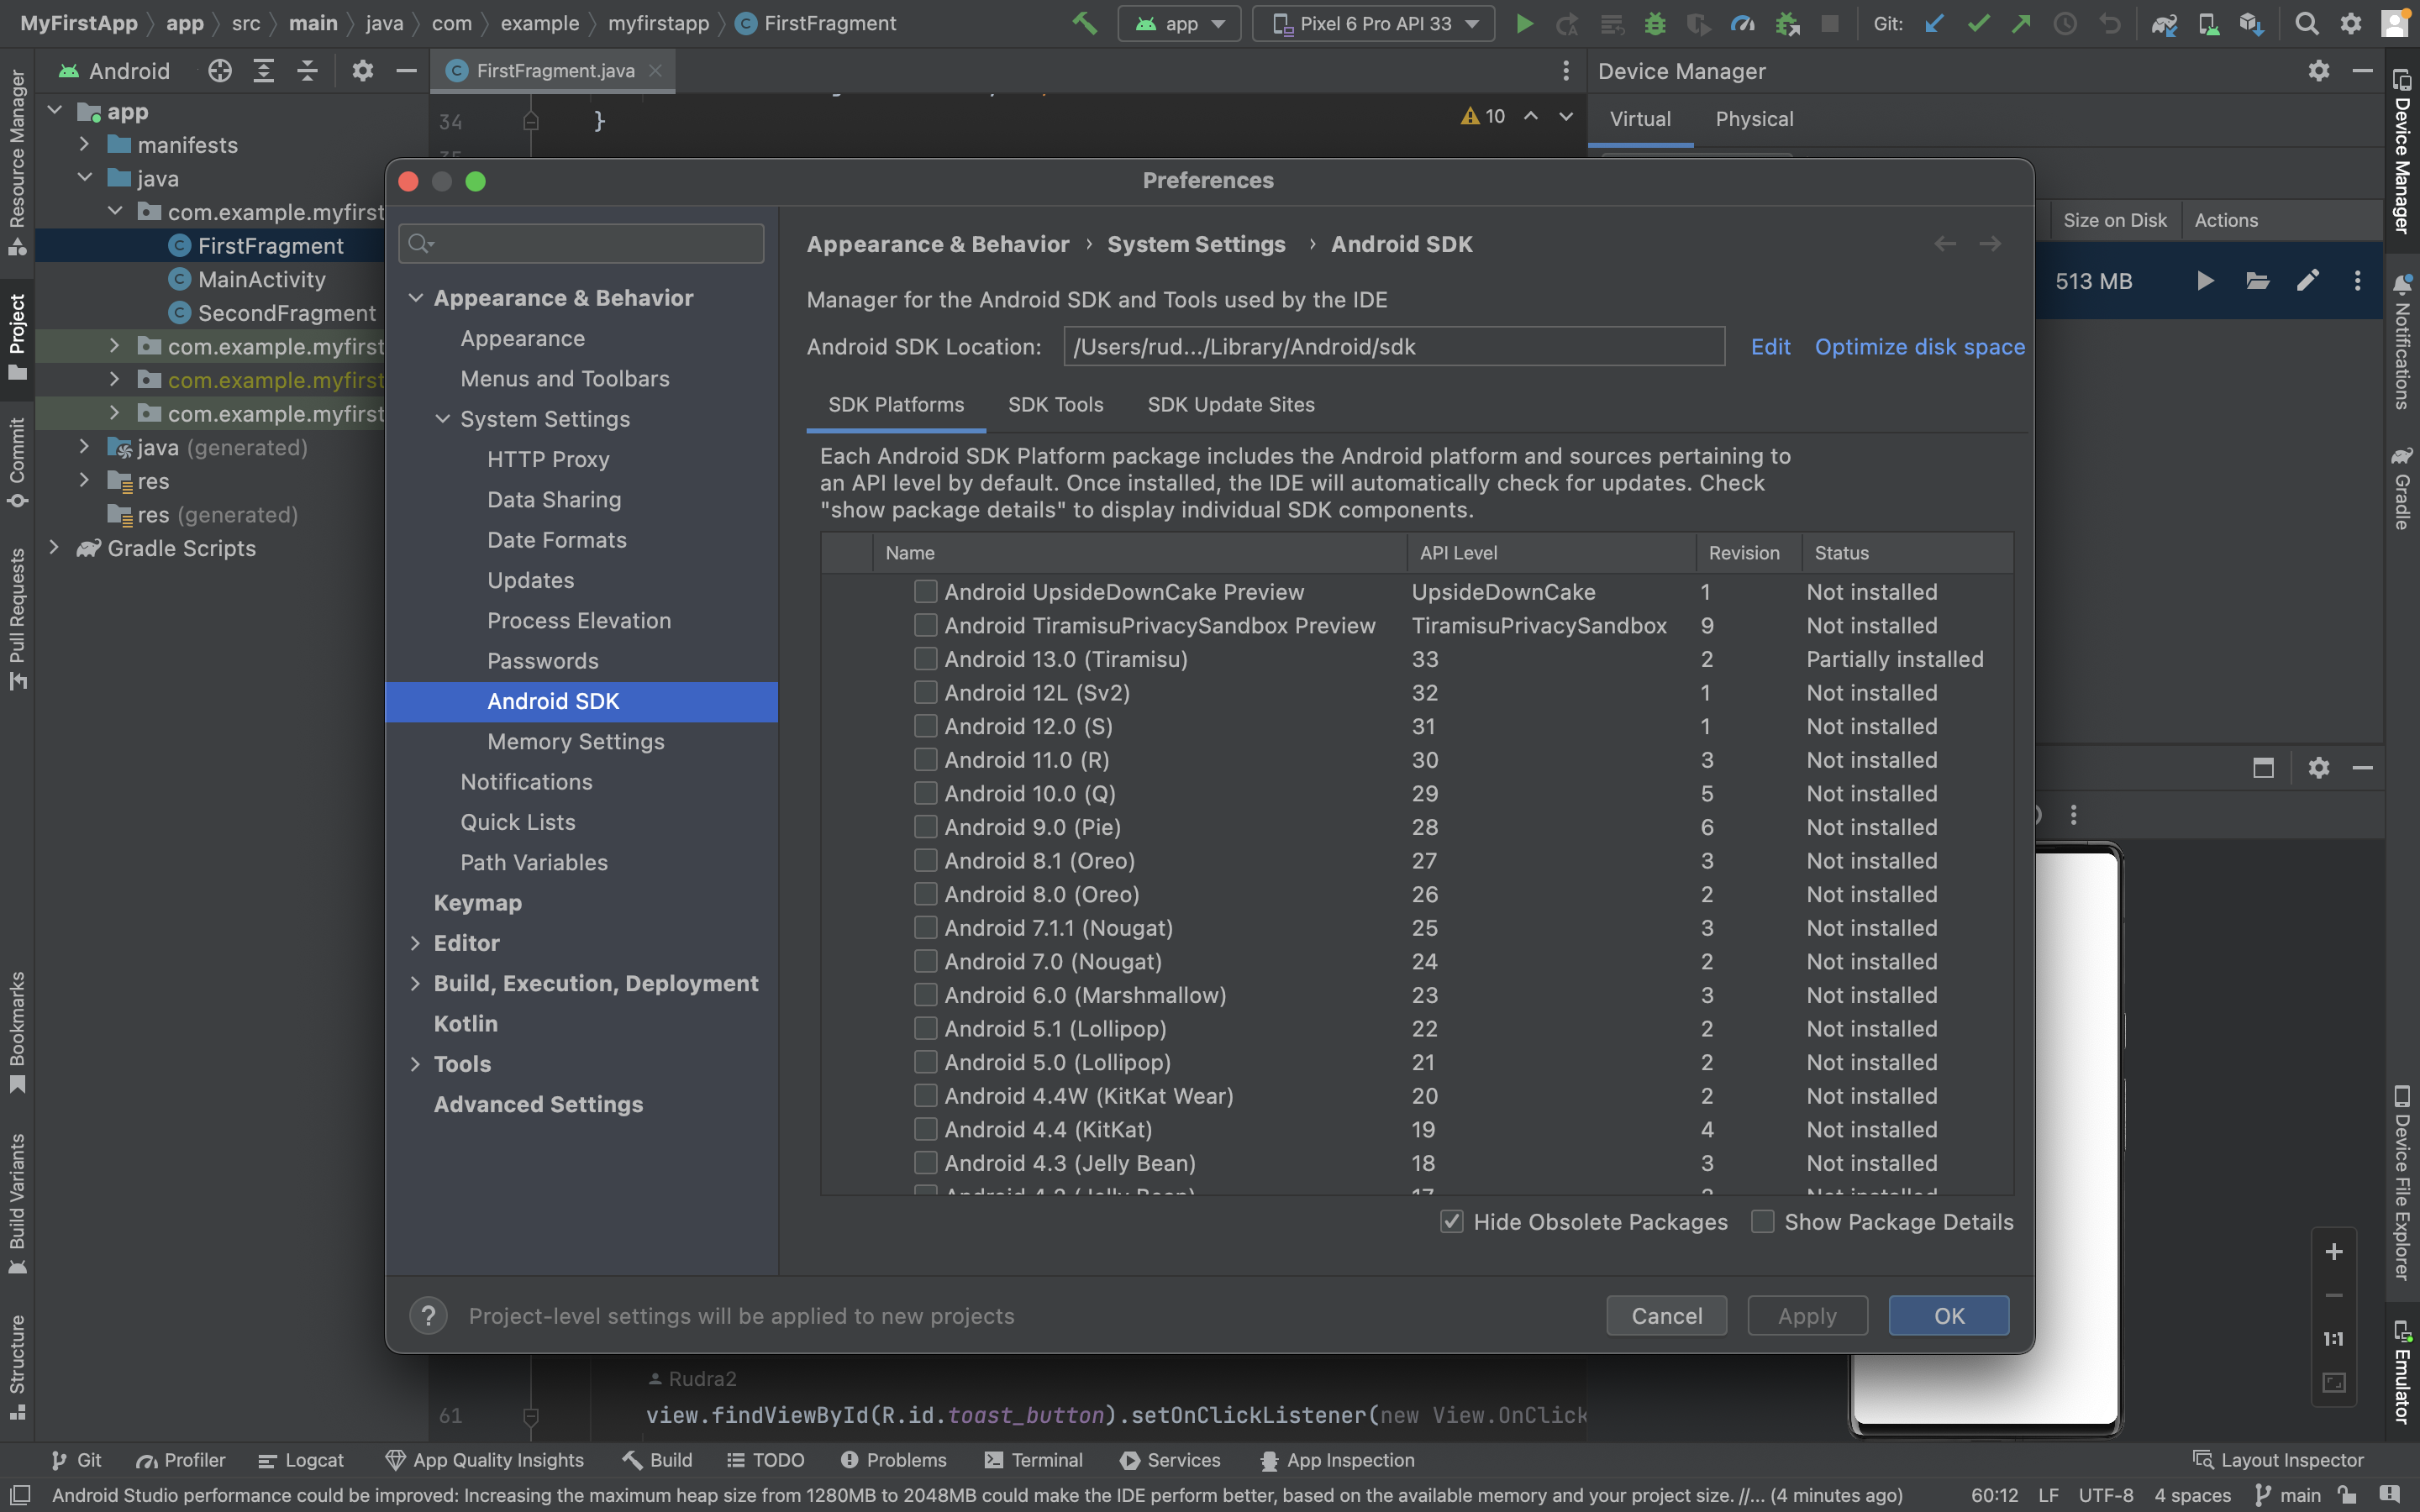 MyFirstApp app src main java com example myfirstapp FirstFragment
app
Pixel 6 Pro API 33
Git:
Android
FirstFragment.java
Device Manager
Resource Manager
Project
Commit
Pull Requests
Bookmarks
Build Variants
Structure
app
manifests
java
com.example.myfirst
FirstFragment
MainActivity
SecondFragment
com.example.myfirst
com.example.myfirst
com.example.myfirst
java (generated)
res
res (generated)
Gradle Scripts
34 }
10
Virtual Physical
Size on Disk Actions
513 MB
Device Manager
Notifications
Gradle
Device File Explorer
Emulator
Preferences
Appearance & Behavior
Appearance
Menus and Toolbars
System Settings
HTTP Proxy
Data Sharing
Date Formats
Updates
Process Elevation
Passwords
Android SDK
Memory Settings
Notifications
Quick Lists
Path Variables
Keymap
Editor
Build, Execution, Deployment
Kotlin
Tools
Advanced Settings
Appearance & Behavior › System Settings › Android SDK
Manager for the Android SDK and Tools used by the IDE
Android SDK Location: /Users/rud.../Library/Android/sdk Edit Optimize disk space
SDK Platforms SDK Tools SDK Update Sites
Each Android SDK Platform package includes the Android platform and sources pertaining to
an API level by default. Once installed, the IDE will automatically check for updates. Check
"show package details" to display individual SDK components.
Name API Level Revision Status
Android UpsideDownCake Preview UpsideDownCake 1 Not installed
Android TiramisuPrivacySandbox Preview TiramisuPrivacySandbox 9 Not installed
Android 13.0 (Tiramisu) 33 2 Partially installed
Android 12L (Sv2) 32 1 Not installed
Android 12.0 (S) 31 1 Not installed
Android 11.0 (R) 30 3 Not installed
Android 10.0 (Q) 29 5 Not installed
Android 9.0 (Pie) 28 6 Not installed
Android 8.1 (Oreo) 27 3 Not installed
Android 8.0 (Oreo) 26 2 Not installed
Android 7.1.1 (Nougat) 25 3 Not installed
Android 7.0 (Nougat) 24 2 Not installed
Android 6.0 (Marshmallow) 23 3 Not installed
Android 5.1 (Lollipop) 22 2 Not installed
Android 5.0 (Lollipop) 21 2 Not installed
Android 4.4W (KitKat Wear) 20 2 Not installed
Android 4.4 (KitKat) 19 4 Not installed
Android 4.3 (Jelly Bean) 18 3 Not installed
Hide Obsolete Packages Show Package Details
? Project-level settings will be applied to new projects
Cancel Apply OK
1:1
Rudra2
61 view.findViewById(R.id.toast_button).setOnClickListener(new View.OnClick
Git Profiler Logcat App Quality Insights Build TODO Problems Terminal Services App Inspection Layout Inspector
Android Studio performance could be improved: Increasing the maximum heap size from 1280MB to 2048MB could make the IDE perform better, based on the available memory and your project size. //... (4 minutes ago) 60:12 LF UTF-8 4 spaces main